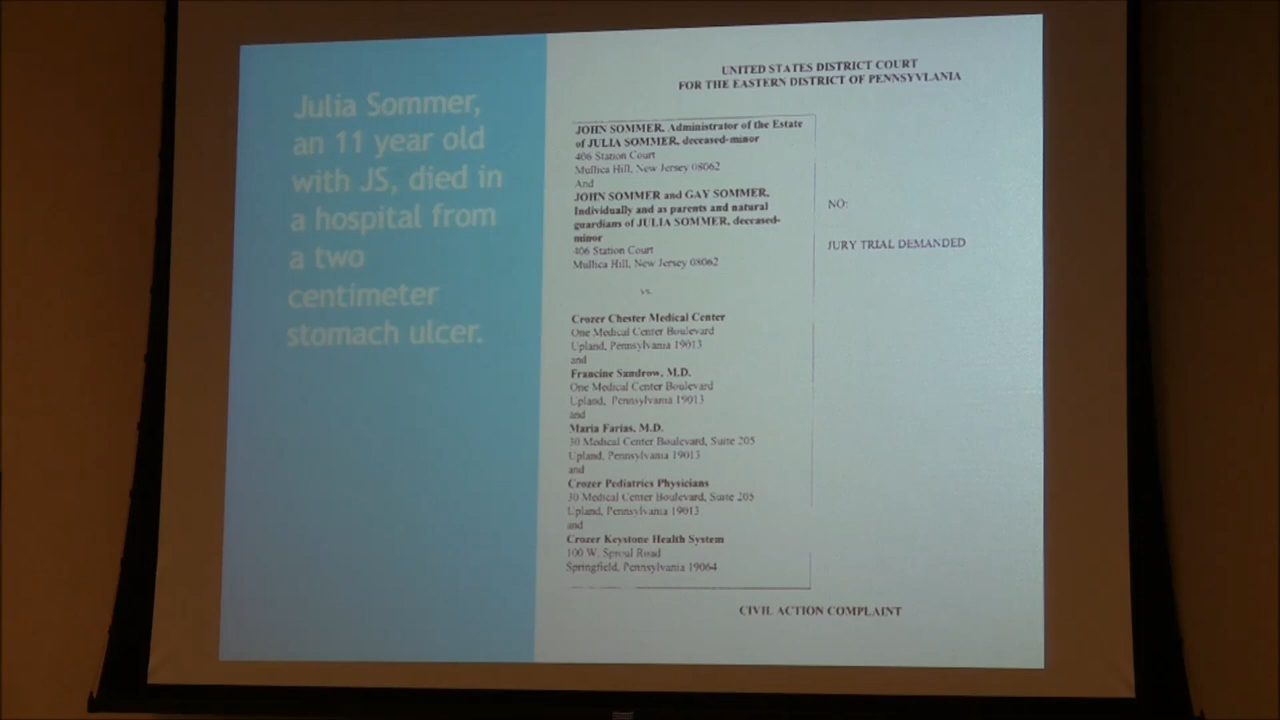 Julia Sommer,
an 11 year old
with JS, died in
a hospital from
a two
centimeter
stomach ulcer.
UNITED STATES DISTRICT COURT
FOR THE EASTERN DISTRICT OF PENNSYVLANIA
JOHN SOMMER, Administrator of the Estate
of JULIA SOMMER, deceased-minor
406 Station Court
Mullica Hill, New Jersey 08062
And
JOHN SOMMER and GAY SOMMER,
Individually and as parents and natural
guardians of JULIA SOMMER, deceased-
minor
406 Station Court
Mullica Hill, New Jersey 08062
vs.
Crozer Chester Medical Center
One Medical Center Boulevard
Upland, Pennsylvania 19013
and
Francine Sandrow, M.D.
One Medical Center Boulevard
Upland, Pennsylvania 19013
and
Maria Farias, M.D.
30 Medical Center Boulevard, Suite 205
Upland, Pennsylvania 19013
and
Crozer Pediatrics Physicians
30 Medical Center Boulevard, Suite 205
Upland, Pennsylvania 19013
and
Crozer Keystone Health System
100 W. Sproul Road
Springfield, Pennsylvania 19064
NO:
JURY TRIAL DEMANDED
CIVIL ACTION COMPLAINT